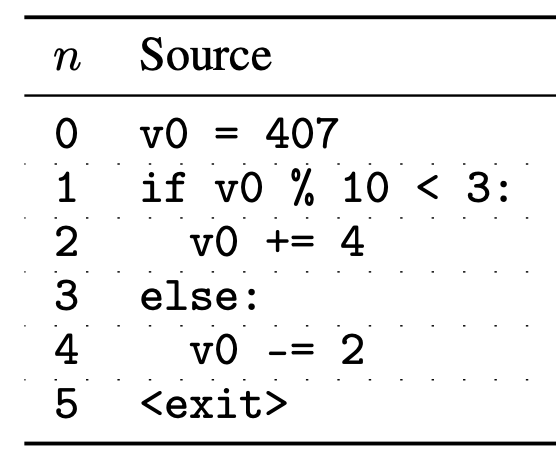 n Source
0 v0 = 407
1 if v0 % 10 < 3:
2   v0 += 4
3 else:
4   v0 -= 2
5 <exit>